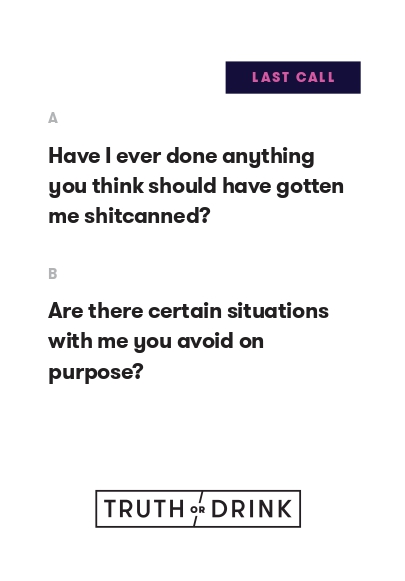 LAST CALL
A
Have I ever done anything
you think should have gotten
me shitcanned?
B
Are there certain situations
with me you avoid on
purpose?
TRUTH OR DRINK